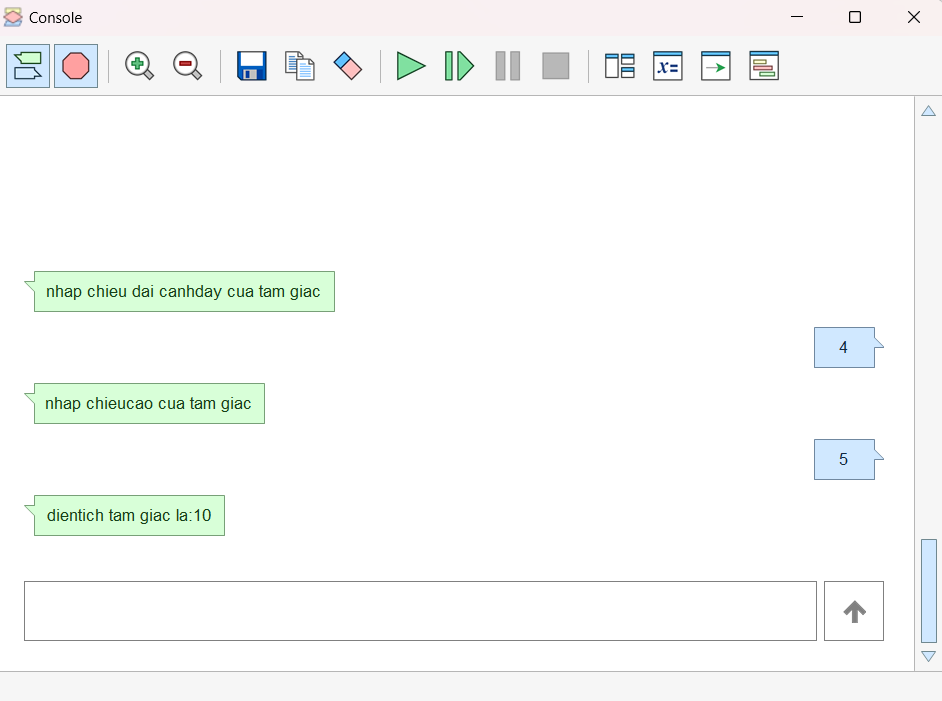 Console
x=
nhap chieu dai canhday cua tam giac
4
nhap chieucao cua tam giac
5
dientich tam giac la:10